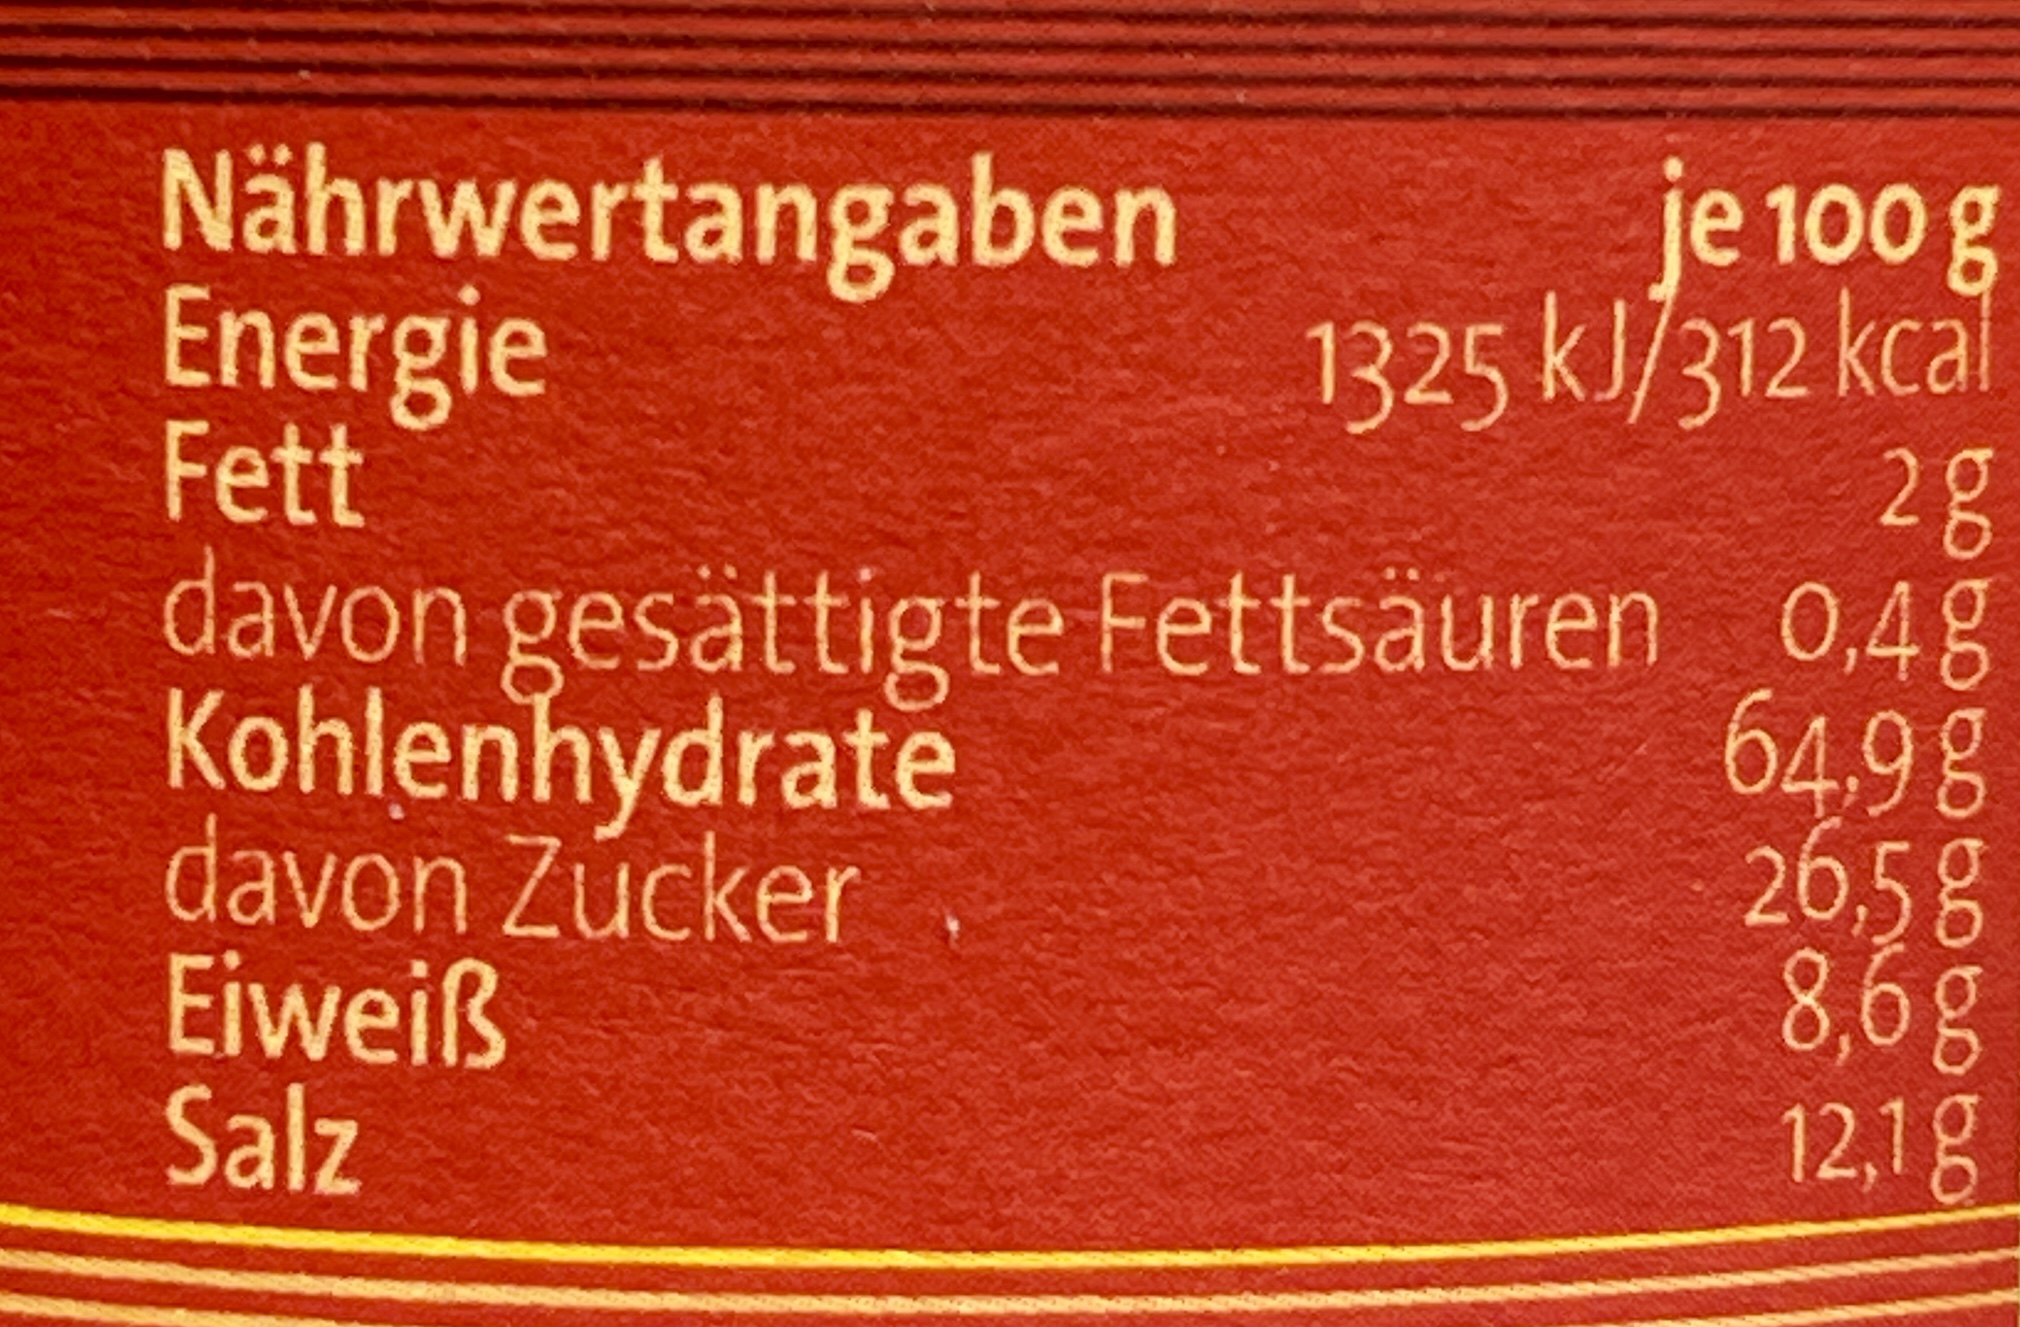 Nährwertangaben je 100 g
Energie 1325 kJ/312 kcal
Fett 2 g
davon gesättigte Fettsäuren 0,4 g
Kohlenhydrate 64,9 g
davon Zucker 26,5 g
Eiweiß 8,6 g
Salz 12,1 g